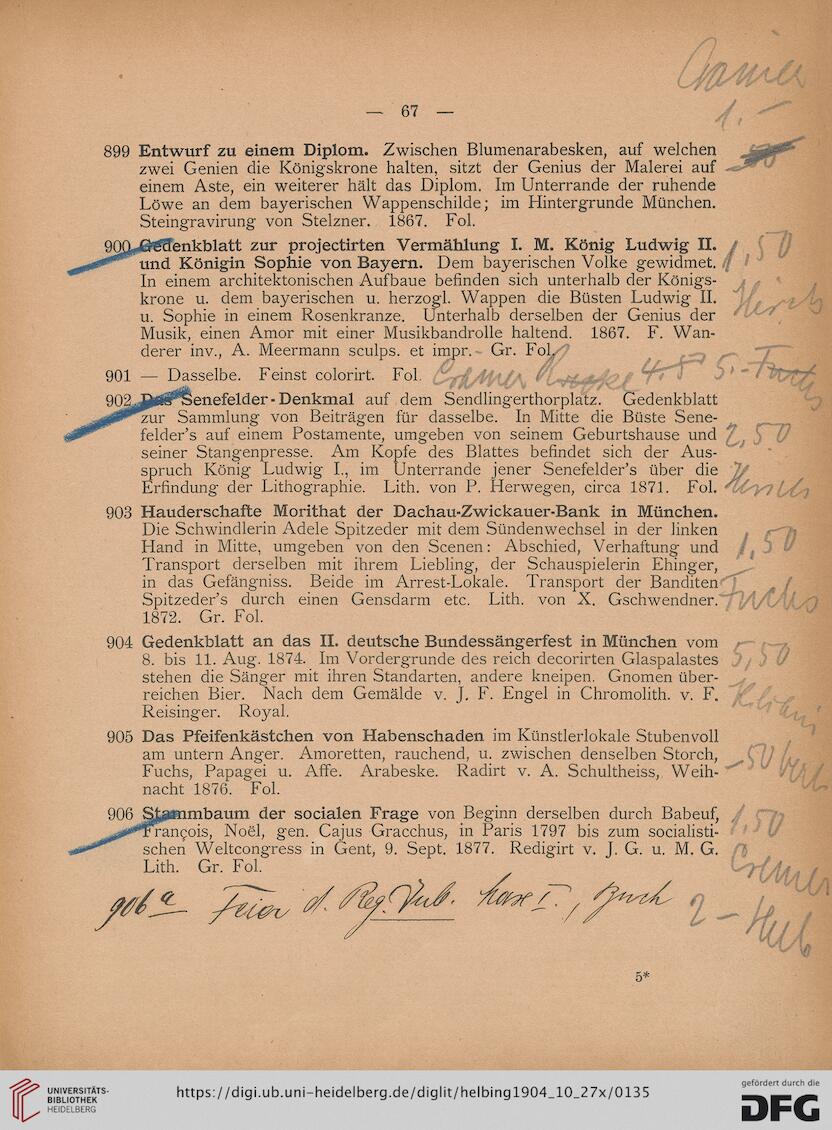 Cramer
— 67 —
1.–
899 Entwurf zu einem Diplom. Zwischen Blumenarabesken, auf welchen
zwei Genien die Königskrone halten, sitzt der Genius der Malerei auf
einem Aste, ein weiterer hält das Diplom. Im Unterrande der ruhende
Löwe an dem bayerischen Wappenschilde; im Hintergrunde München.
Steingravirung von Stelzner. 1867. Fol.
900 Gedenkblatt zur projectirten Vermählung I. M. König Ludwig II.
und Königin Sophie von Bayern. Dem bayerischen Volke gewidmet.
1,50
In einem architektonischen Aufbaue befinden sich unterhalb der Königs-
krone u. dem bayerischen u. herzogl. Wappen die Büsten Ludwig II.
Hirsch
u. Sophie in einem Rosenkranze. Unterhalb derselben der Genius der
Musik, einen Amor mit einer Musikbandrolle haltend. 1867. F. Wan-
derer inv., A. Meermann sculps. et impr. Gr. Fol.
901 — Dasselbe. Feinst colorirt. Fol. Cramer 5.- Fuchs
902 Das Senefelder-Denkmal auf dem Sendlingerthorplatz. Gedenkblatt
zur Sammlung von Beiträgen für dasselbe. In Mitte die Büste Sene-
felder's auf einem Postamente, umgeben von seinem Geburtshause und
2,50
seiner Stangenpresse. Am Kopfe des Blattes befindet sich der Aus-
spruch König Ludwig I., im Unterrande jener Senefelder's über die
Erfindung der Lithographie. Lith. von P. Herwegen, circa 1871. Fol.
Hirsch
903 Hauderschafte Morithat der Dachau-Zwickauer-Bank in München.
Die Schwindlerin Adele Spitzeder mit dem Sündenwechsel in der linken
Hand in Mitte, umgeben von den Scenen: Abschied, Verhaftung und
1,50
Transport derselben mit ihrem Liebling, der Schauspielerin Ehinger,
in das Gefängniss. Beide im Arrest-Lokale. Transport der Banditen
Spitzeder's durch einen Gensdarm etc. Lith. von X. Gschwendner.
Fuchs
1872. Gr. Fol.
904 Gedenkblatt an das II. deutsche Bundessängerfest in München vom
8. bis 11. Aug. 1874. Im Vordergrunde des reich decorirten Glaspalastes
5,50
stehen die Sänger mit ihren Standarten, andere kneipen. Gnomen über-
reichen Bier. Nach dem Gemälde v. J. F. Engel in Chromolith. v. F.
Reisinger. Royal.
905 Das Pfeifenkästchen von Habenschaden im Künstlerlokale Stubenvoll
am untern Anger. Amoretten, rauchend, u. zwischen denselben Storch,
Fuchs, Papagei u. Affe. Arabeske. Radirt v. A. Schultheiss, Weih-
-50
nacht 1876. Fol.
906 Stammbaum der socialen Frage von Beginn derselben durch Babeuf,
1,50
François, Noël, gen. Cajus Gracchus, in Paris 1797 bis zum socialisti-
schen Weltcongress in Gent, 9. Sept. 1877. Redigirt v. J. G. u. M. G.
Lith. Gr. Fol.
Cremer
906 a Feier d. Reg. Jub. Max I.,
2 –
5*
UNIVERSITÄTS-
BIBLIOTHEK
HEIDELBERG
https://digi.ub.uni-heidelberg.de/diglit/helbing1904_10_27x/0135
gefördert durch die
DFG